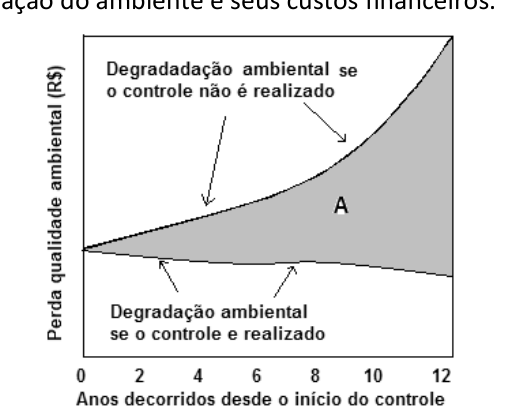 ação do ambiente e seus custos financeiros.
Degradadação ambiental se
o controle não é realizado
A
Degradação ambiental
se o controle e realizado
Perda qualidade ambiental (R$)
0 2 4 6 8 10 12
Anos decorridos desde o início do controle